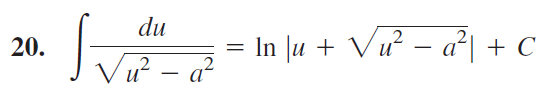 20. ∫ du / √(u² − a²) = ln |u + √(u² − a²)| + C